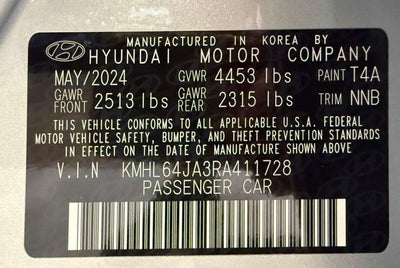 MANUFACTURED IN KOREA BY
HYUNDAI MOTOR COMPANY
MAY/2024 GVWR 4453 lbs PAINT T4A
GAWR FRONT 2513 lbs GAWR REAR 2315 lbs TRIM NNB
THIS VEHICLE CONFORMS TO ALL APPLICABLE U.S.A. FEDERAL
MOTOR VEHICLE SAFETY, BUMPER, AND THEFT PREVENTION STANDARDS
IN EFFECT ON THE DATE OF MANUFACTURE SHOWN ABOVE
V.I.N KMHL64JA3RA411728
PASSENGER CAR